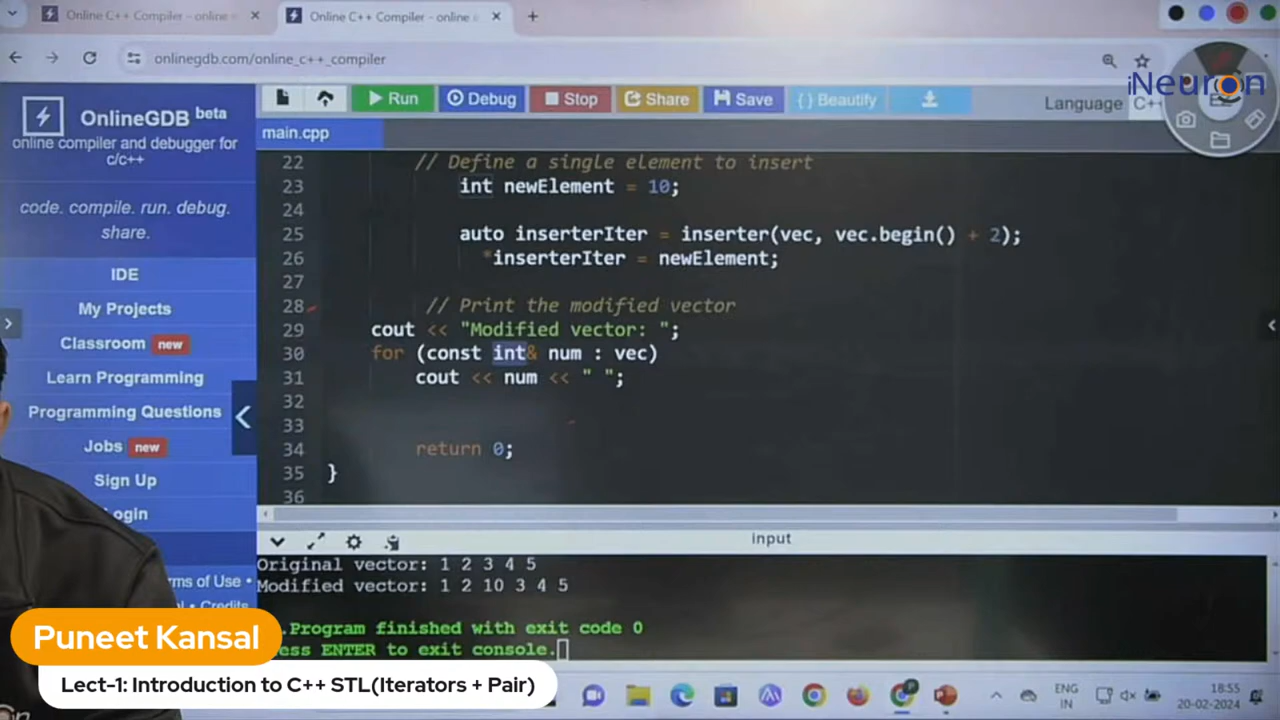 Online C++ Compiler - online e
Online C++ Compiler - online e
onlinegdb.com/online_c++_compiler
iNeuron
OnlineGDB beta
online compiler and debugger for
c/c++
code. compile. run. debug.
share.
IDE
My Projects
Classroom new
Learn Programming
Programming Questions
Jobs new
Sign Up
Login
rms of Use •
• Credits
Run
Debug
Stop
Share
Save
{ } Beautify
Language C++
main.cpp
22 // Define a single element to insert
23 int newElement = 10;
24
25 auto inserterIter = inserter(vec, vec.begin() + 2);
26 *inserterIter = newElement;
27
28 // Print the modified vector
29 cout << "Modified vector: ";
30 for (const int& num : vec)
31 cout << num << " ";
32
33
34 return 0;
35 }
36
input
Original vector: 1 2 3 4 5
Modified vector: 1 2 10 3 4 5
.Program finished with exit code 0
ess ENTER to exit console.
Puneet Kansal
Lect-1: Introduction to C++ STL(Iterators + Pair)
ENG
IN
18:55
20-02-2024